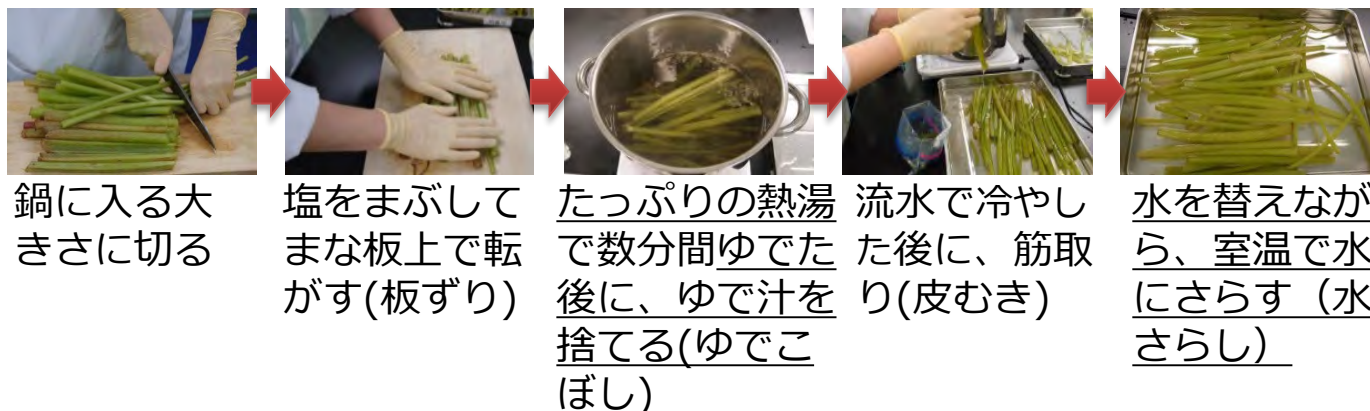 鍋に入る大
きさに切る
塩をまぶして
まな板上で転
がす(板ずり)
たっぷりの熱湯
で数分間ゆでた
後に、ゆで汁を
捨てる(ゆでこ
ぼし)
流水で冷やし
た後に、筋取
り(皮むき)
水を替えなが
ら、室温で水
にさらす（水
さらし）